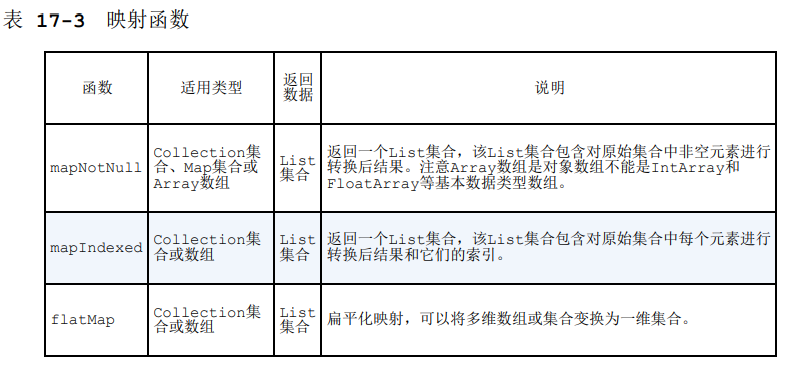 表 17-3 映射函数
函数 适用类型 返回
数据 说明
mapNotNull Collection集
合、Map集合或
Array数组 List
集合 返回一个List集合，该List集合包含对原始集合中非空元素进行
转换后结果。注意Array数组是对象数组不能是IntArray和
FloatArray等基本数据类型数组。
mapIndexed Collection集
合或数组 List
集合 返回一个List集合，该List集合包含对原始集合中每个元素进行
转换后结果和它们的索引。
flatMap Collection集
合或数组 List
集合 扁平化映射，可以将多维数组或集合变换为一维集合。